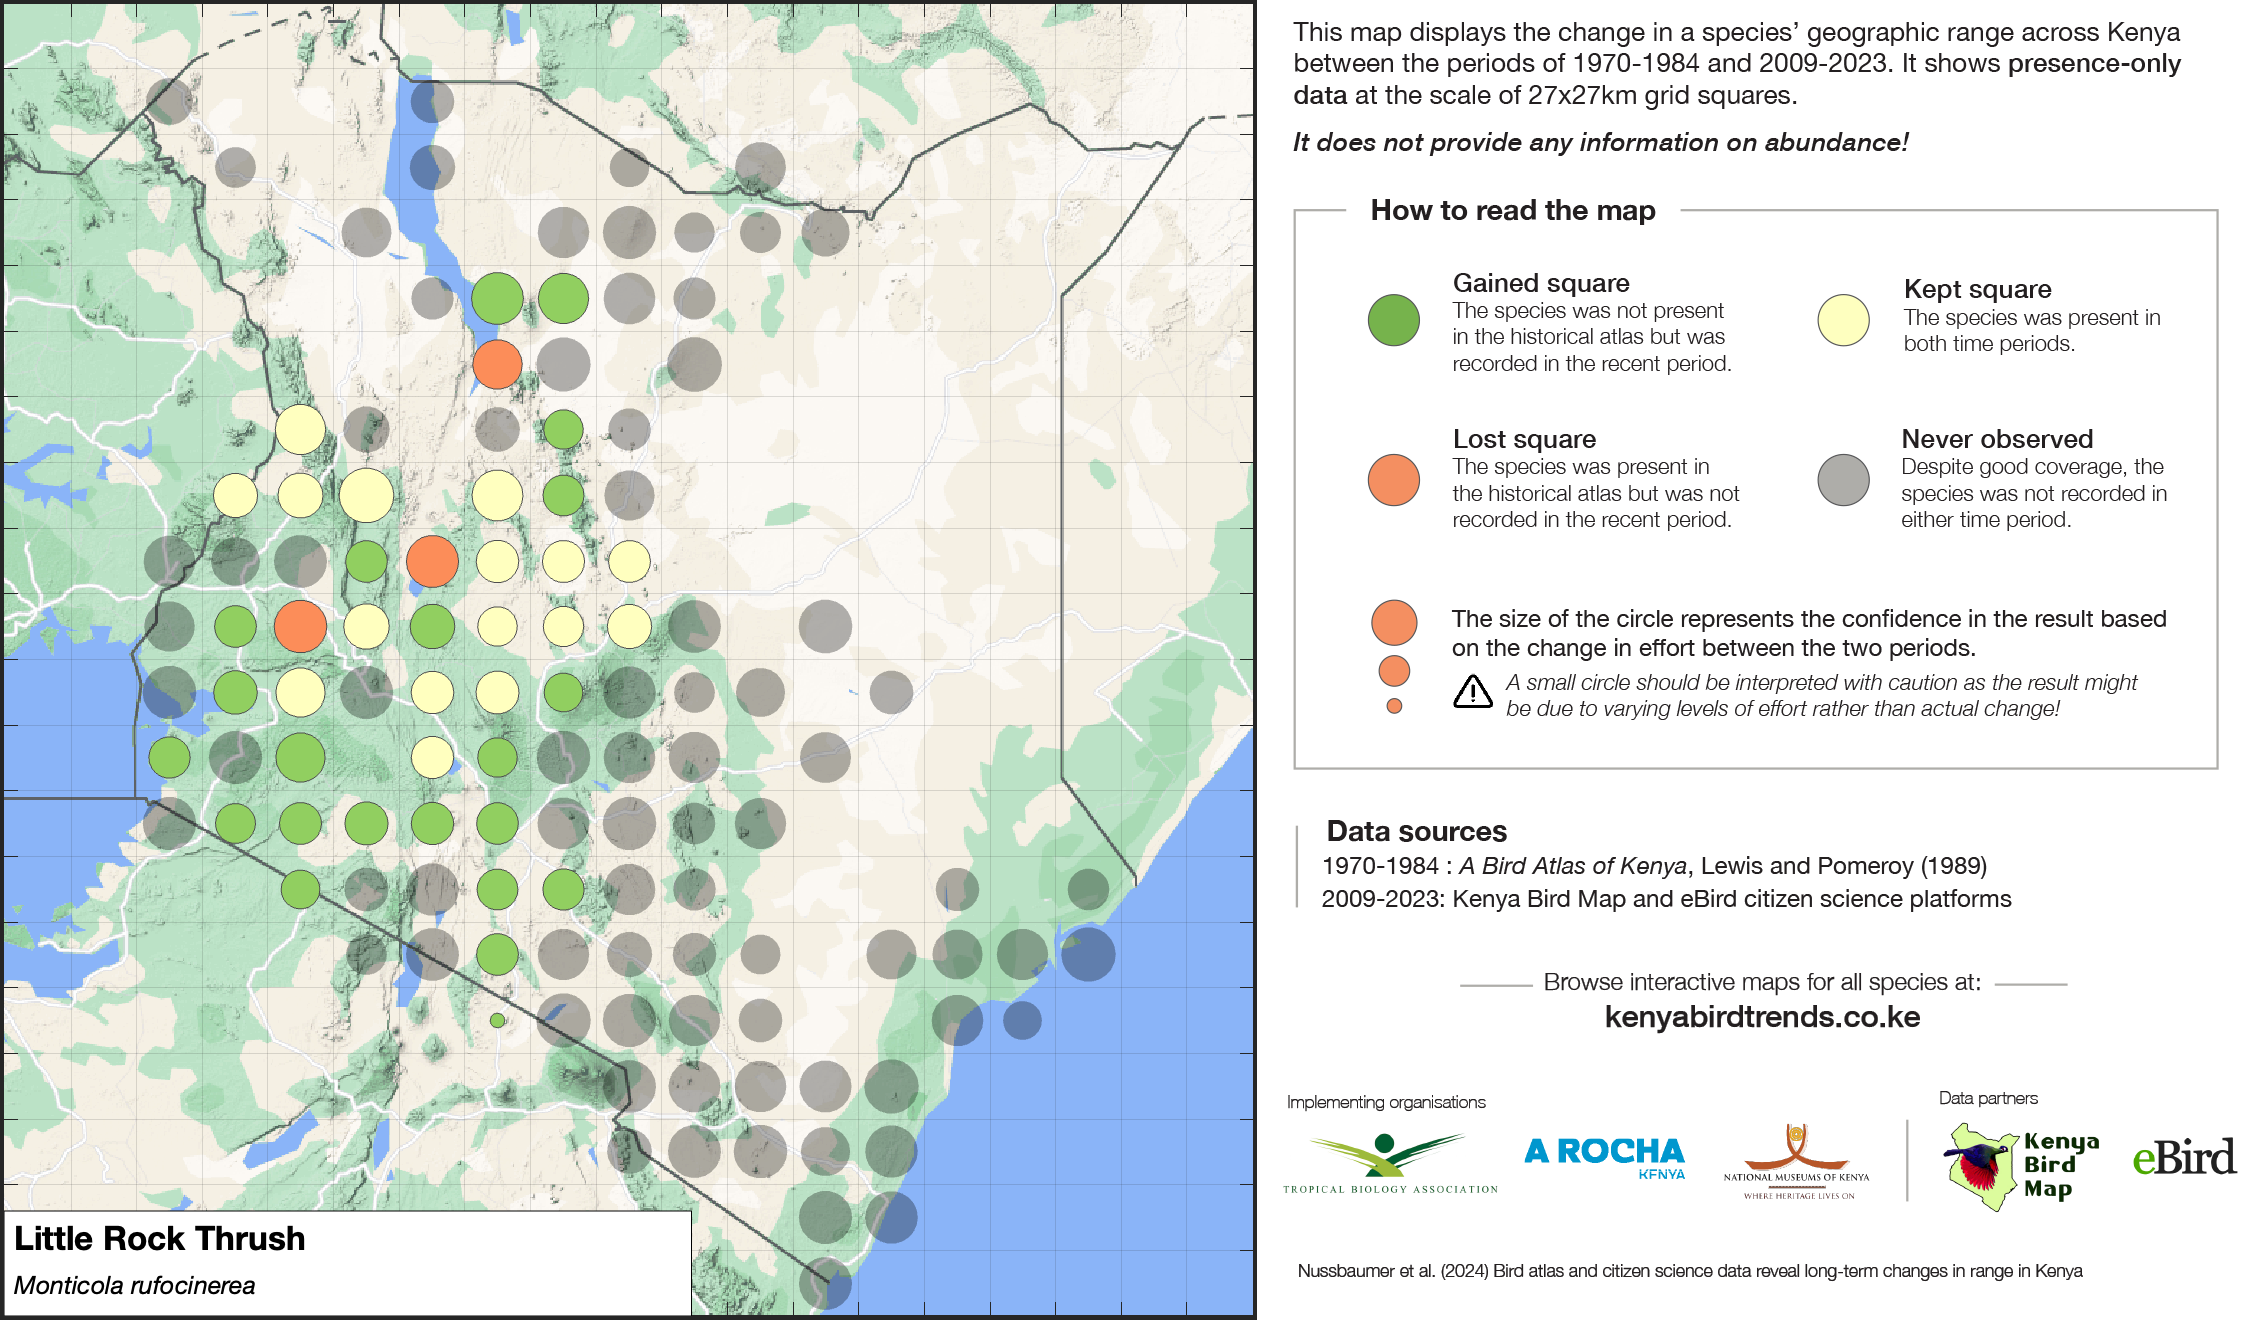 This map displays the change in a species’ geographic range across Kenya
between the periods of 1970-1984 and 2009-2023. It shows presence-only
data at the scale of 27x27km grid squares.
It does not provide any information on abundance!
How to read the map
Gained square
The species was not present
in the historical atlas but was
recorded in the recent period.
Kept square
The species was present in
both time periods.
Lost square
The species was present in
the historical atlas but was not
recorded in the recent period.
Never observed
Despite good coverage, the
species was not recorded in
either time period.
The size of the circle represents the confidence in the result based
on the change in effort between the two periods.
A small circle should be interpreted with caution as the result might
be due to varying levels of effort rather than actual change!
Data sources
1970-1984 : A Bird Atlas of Kenya, Lewis and Pomeroy (1989)
2009-2023: Kenya Bird Map and eBird citizen science platforms
Browse interactive maps for all species at:
kenyabirdtrends.co.ke
Implementing organisations
Data partners
TROPICAL BIOLOGY ASSOCIATION
A ROCHA
KENYA
NATIONAL MUSEUMS OF KENYA
WHERE HERITAGE LIVES ON
Kenya
Bird
Map
eBird
Nussbaumer et al. (2024) Bird atlas and citizen science data reveal long-term changes in range in Kenya
Little Rock Thrush
Monticola rufocinerea